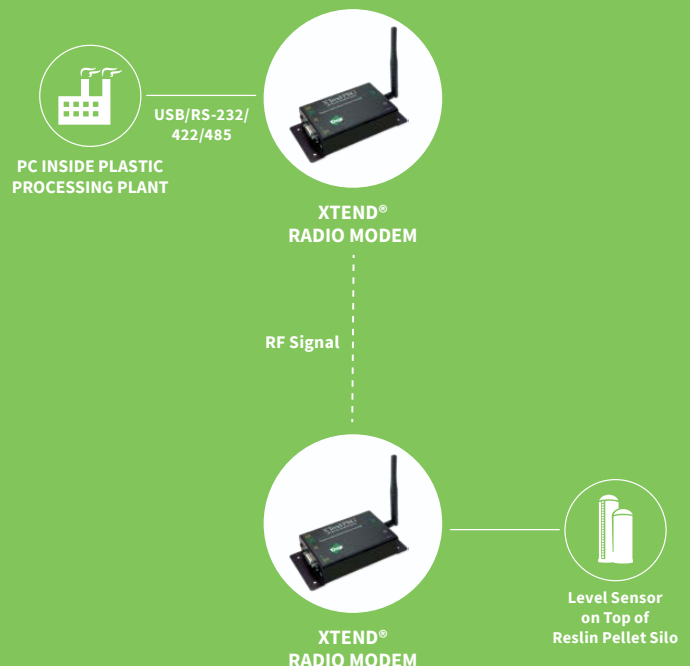 USB/RS-232/
422/485
PC INSIDE PLASTIC
PROCESSING PLANT
XTEND®
RADIO MODEM
RF Signal
Level Sensor
on Top of
Reslin Pellet Silo
XTEND®
RADIO MODEM